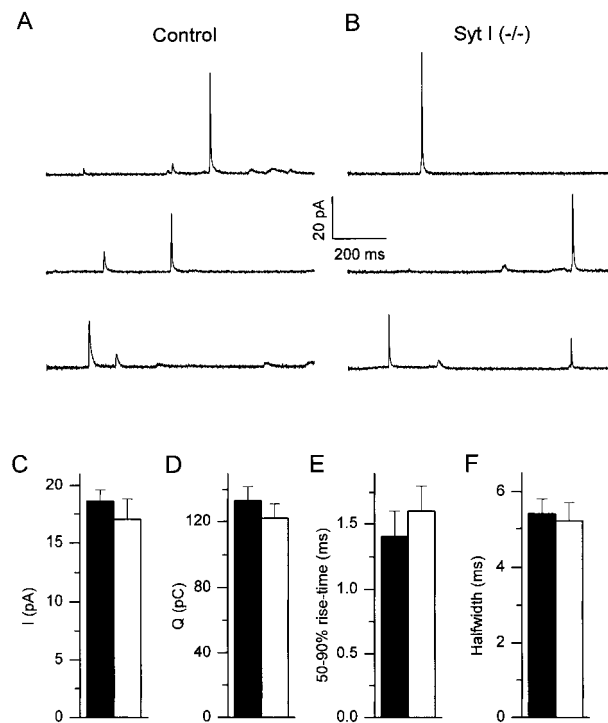 A
Control
B
Syt I (-/-)
20 pA
200 ms
C
D
E
F
20
15
10
5
0
I (pA)
120
80
40
0
Q (pC)
1.5
1.0
0.5
0.0
50-90% rise-time (ms)
6
4
2
0
Halfwidth (ms)